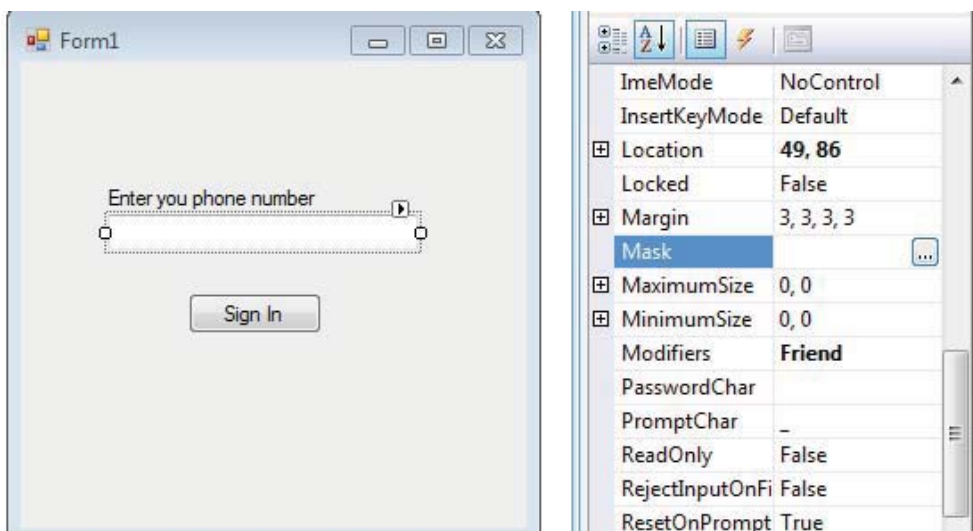 Form1
Enter you phone number
Sign In
A
Z
ImeMode NoControl
InsertKeyMode Default
Location 49, 86
Locked False
Margin 3, 3, 3, 3
Mask ...
MaximumSize 0, 0
MinimumSize 0, 0
Modifiers Friend
PasswordChar
PromptChar _
ReadOnly False
RejectInputOnFi False
ResetOnPrompt True